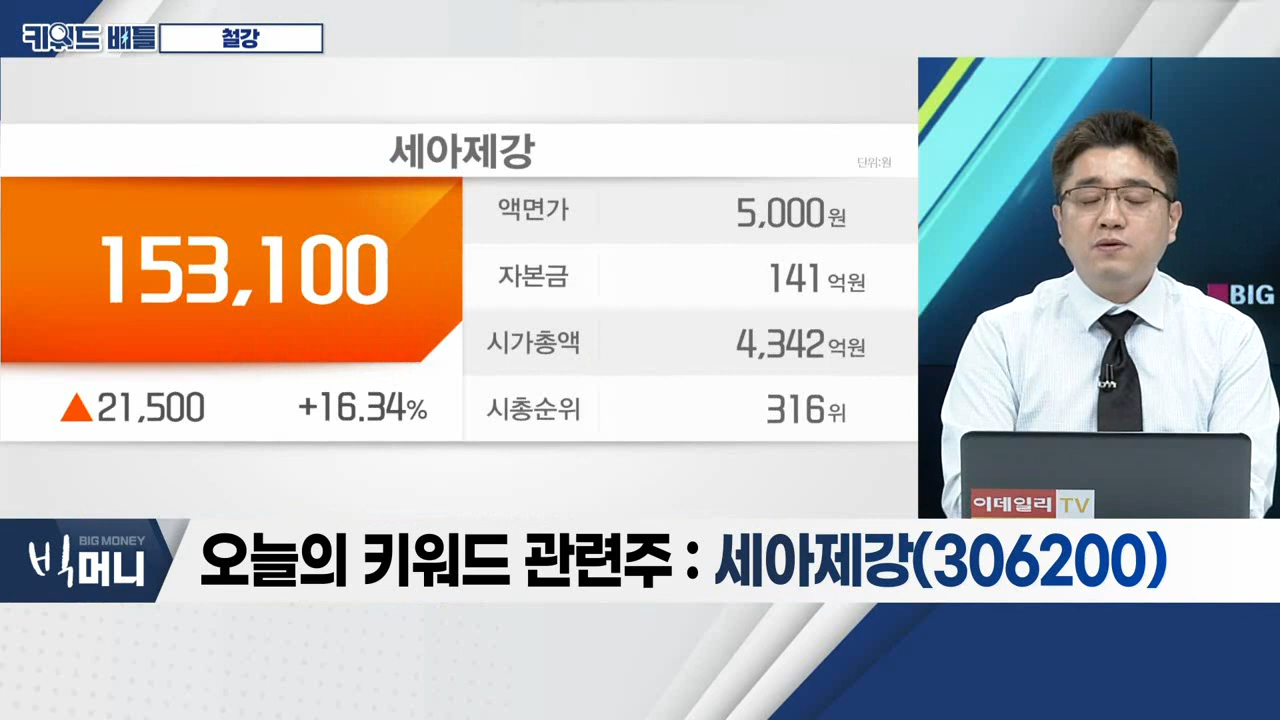 키워드 배틀
철강
세아제강
단위:원
153,100
▲21,500 +16.34%
액면가 5,000원
자본금 141억원
시가총액 4,342억원
시총순위 316위
BIG
이데일리TV
BIG MONEY
빅머니
오늘의 키워드 관련주 : 세아제강(306200)